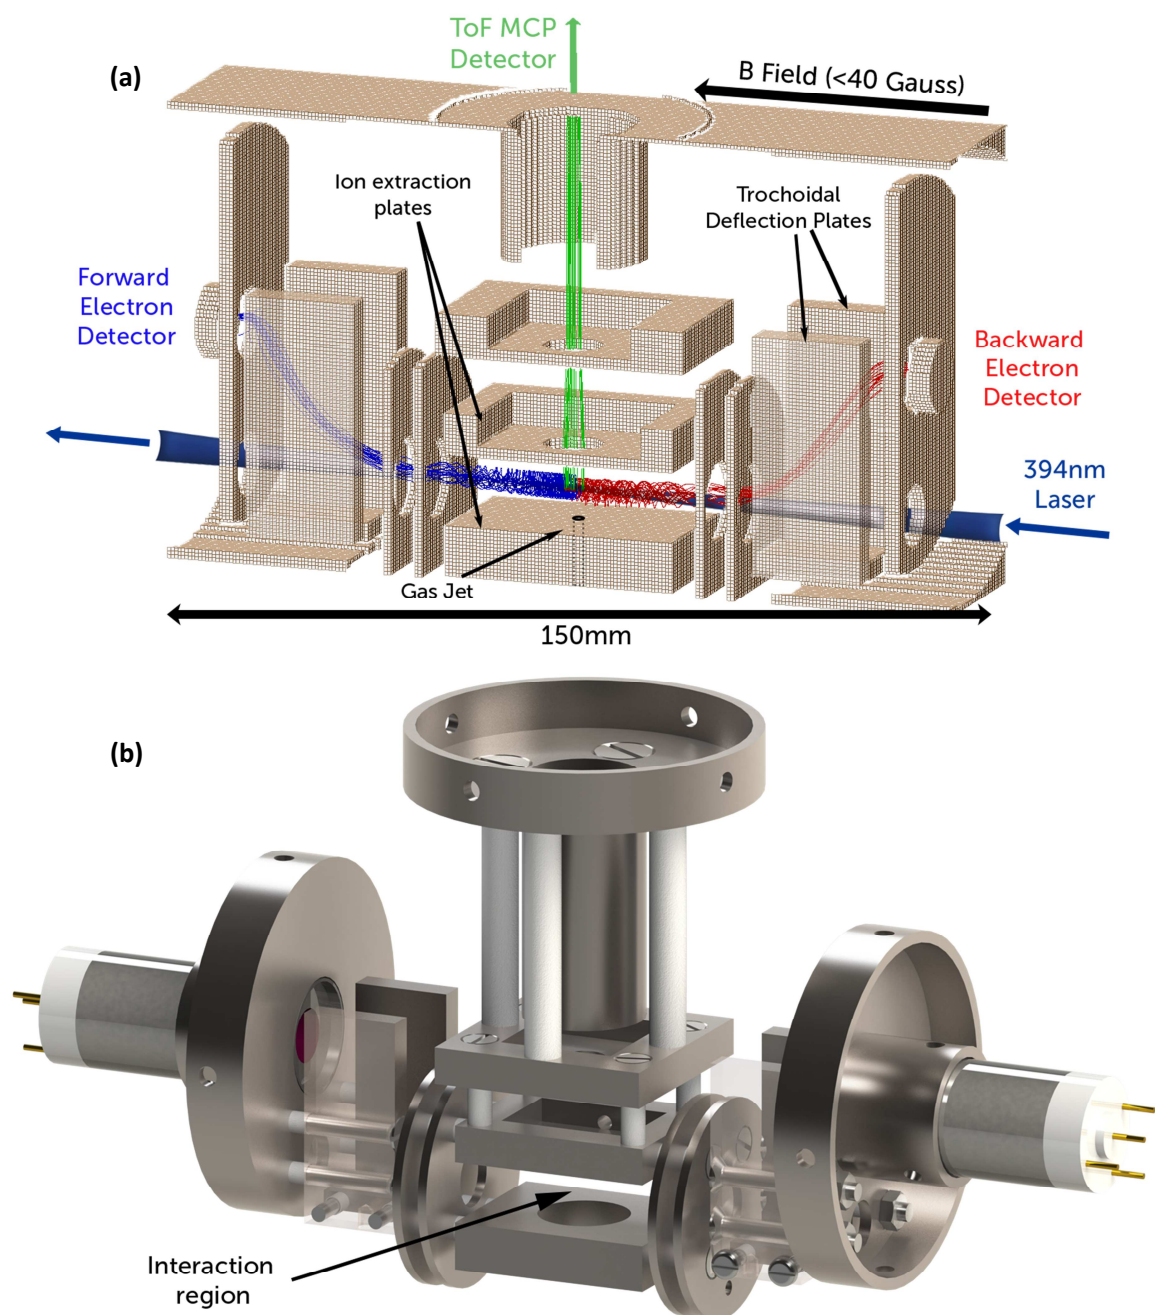 ToF MCP
Detector
(a)
B Field (<40 Gauss)
Ion extraction
plates
Trochoidal
Deflection Plates
Forward
Electron
Detector
Backward
Electron
Detector
394nm
Laser
Gas Jet
150mm
(b)
Interaction
region